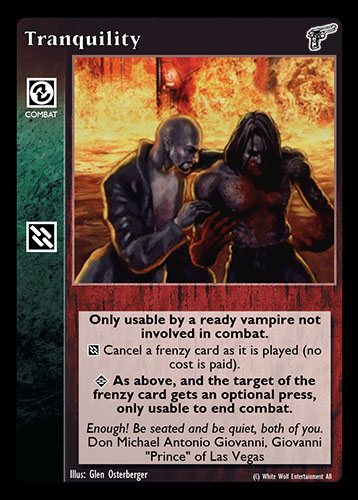 Tranquility
COMBAT
Only usable by a ready vampire not
involved in combat.
Cancel a frenzy card as it is played (no
cost is paid).
As above, and the target of the
frenzy card gets an optional press,
only usable to end combat.
Enough! Be seated and be quiet, both of you.
Don Michael Antonio Giovanni, Giovanni
"Prince" of Las Vegas
Illus: Glen Osterberger
(C) White Wolf Entertainment AB